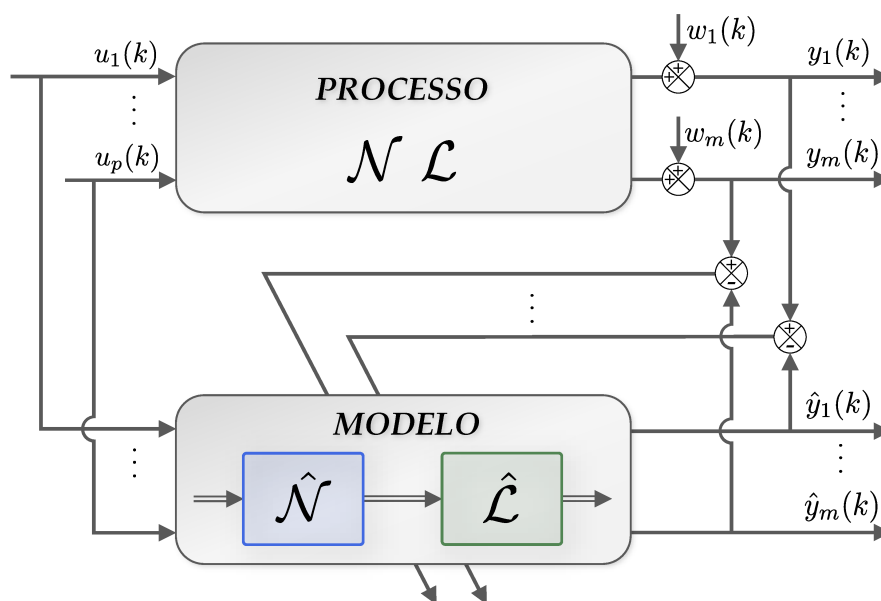 w₁(k)
u₁(k)
y₁(k)
PROCESSO
⋮
+ +
⋮
w_m(k)
𝒩 ℒ
u_p(k)
y_m(k)
+ +
+
-
⋮
+
-
ŷ₁(k)
MODELO
⋮
⋮
𝒩̂
ℒ̂
ŷ_m(k)